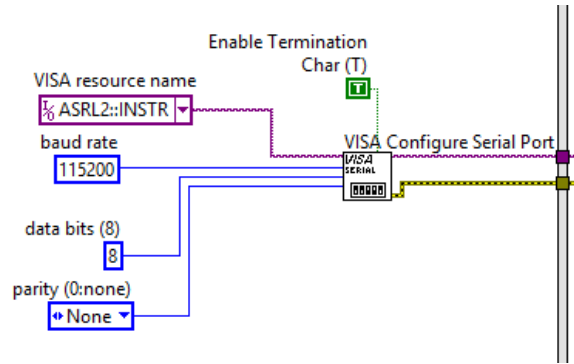 Enable Termination
Char (T)
T
VISA resource name
I/O ASRL2::INSTR
baud rate
115200
VISA Configure Serial Port
VISA
SERIAL
data bits (8)
8
parity (0:none)
None